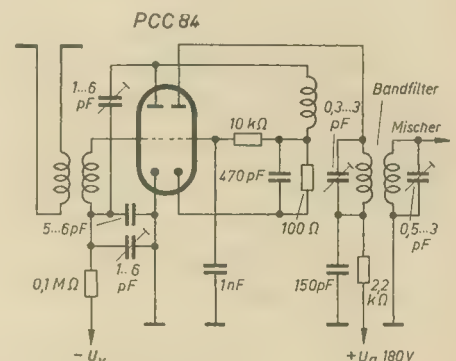 PCC 84
1...6
pF
10 kΩ
470 pF
100 Ω
0,3...3
pF
Bandfilter
Mischer
0,5...3
pF
5...6pF
1...6
pF
0,1 MΩ
1nF
150pF
2,2
kΩ
+Ua 180V